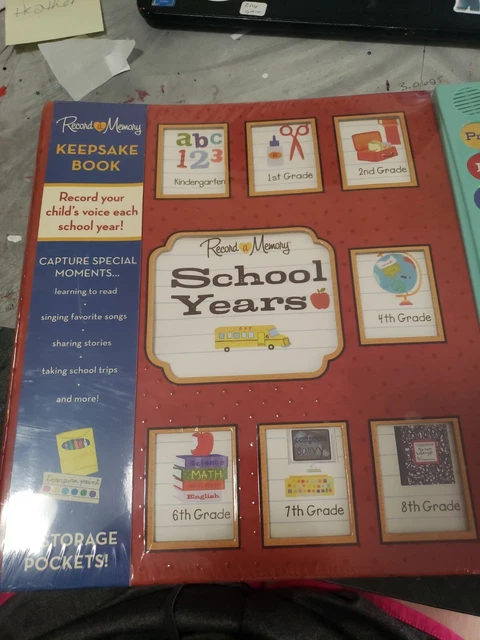 Record a Memory
KEEPSAKE
BOOK
Record your
child's voice each
school year!
CAPTURE SPECIAL
MOMENTS...
learning to read
singing favorite songs
sharing stories
taking school trips
and more!
STORAGE
POCKETS!
abc
123
Kindergarten
1st Grade
2nd Grade
Record a Memory
School
Years
4th Grade
Science
MATH
English
6th Grade
7th Grade
8th Grade